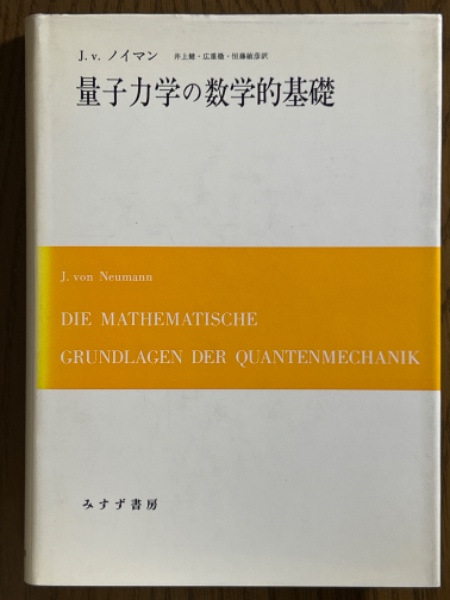 J. v. ノイマン 井上健・広重徹・恒藤敏彦訳
量子力学の数学的基礎
J. von Neumann
DIE MATHEMATISCHE
GRUNDLAGEN DER QUANTENMECHANIK
みすず書房